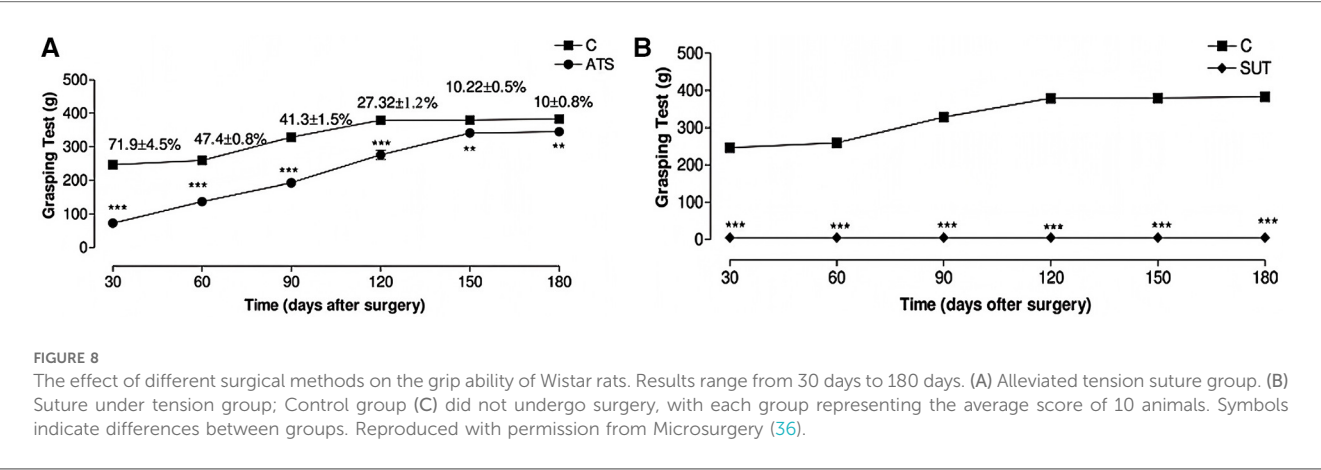 A
C
ATS
500
400
300
200
100
0
Grasping Test (g)
71.9±4.5%
47.4±0.8%
41.3±1.5%
27.32±1.2%
10.22±0.5%
10±0.8%
***
***
***
***
**
**
30 60 90 120 150 180
Time (days after surgery)
B
C
SUT
500
400
300
200
100
0
Grasping Test (g)
*** *** *** *** *** ***
30 60 90 120 150 180
Time (days ofter surgery)
FIGURE 8
The effect of different surgical methods on the grip ability of Wistar rats. Results range from 30 days to 180 days. (A) Alleviated tension suture group. (B)
Suture under tension group; Control group (C) did not undergo surgery, with each group representing the average score of 10 animals. Symbols
indicate differences between groups. Reproduced with permission from Microsurgery (36).